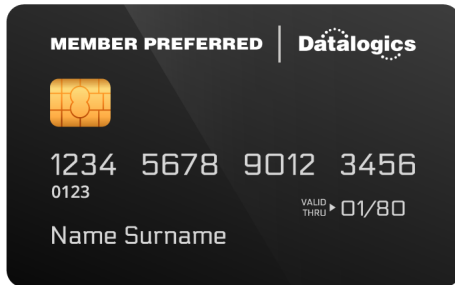 MEMBER PREFERRED Datalogics
1234 5678 9012 3456
0123
VALID THRU 01/80
Name Surname